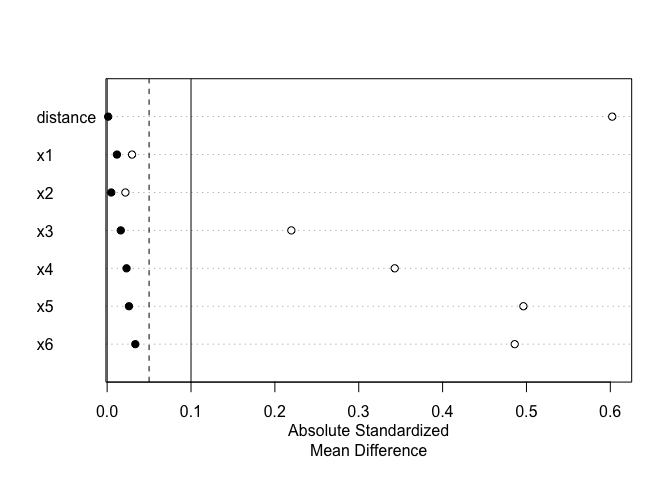 distance
x1
x2
x3
x4
x5
x6
0.0 0.1 0.2 0.3 0.4 0.5 0.6
Absolute Standardized
Mean Difference